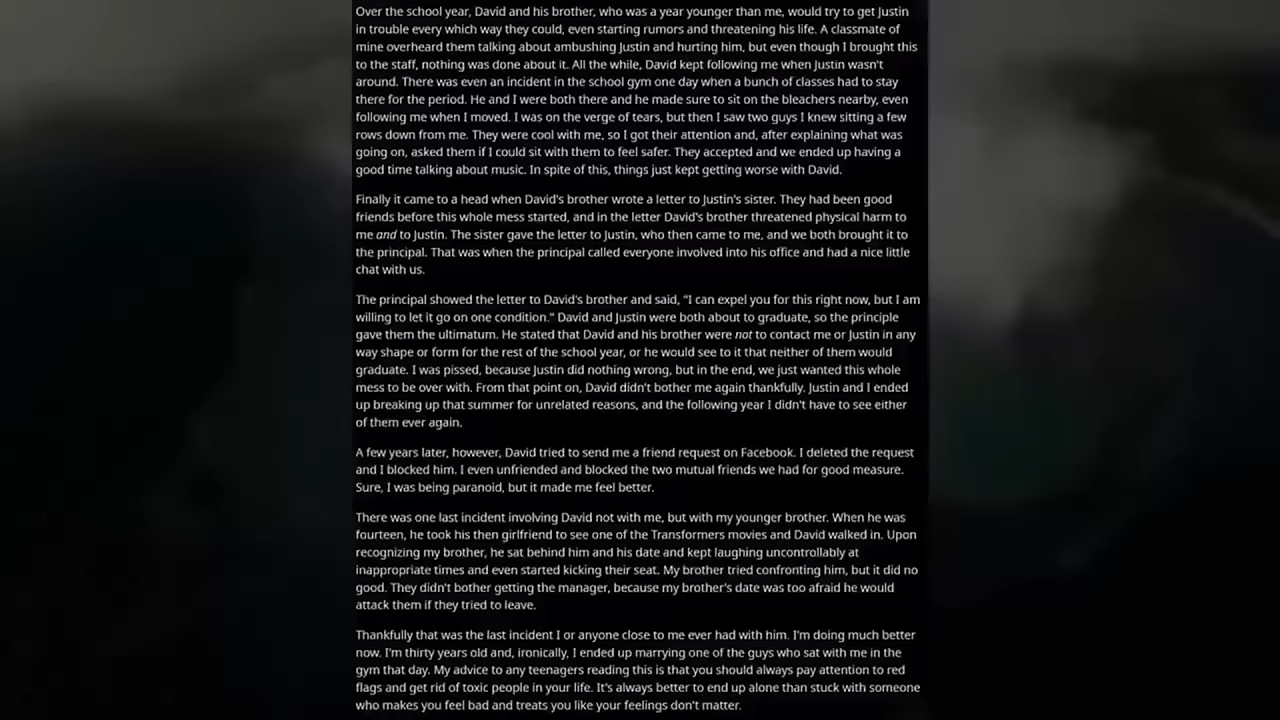 Over the school year, David and his brother, who was a year younger than me, would try to get Justin
in trouble every which way they could, even starting rumors and threatening his life. A classmate of
mine overheard them talking about ambushing Justin and hurting him, but even though I brought this
to the staff, nothing was done about it. All the while, David kept following me when Justin wasn't
around. There was even an incident in the school gym one day when a bunch of classes had to stay
there for the period. He and I were both there and he made sure to sit on the bleachers nearby, even
following me when I moved. I was on the verge of tears, but then I saw two guys I knew sitting a few
rows down from me. They were cool with me, so I got their attention and, after explaining what was
going on, asked them if I could sit with them to feel safer. They accepted and we ended up having a
good time talking about music. In spite of this, things just kept getting worse with David.
Finally it came to a head when David's brother wrote a letter to Justin's sister. They had been good
friends before this whole mess started, and in the letter David's brother threatened physical harm to
me and to Justin. The sister gave the letter to Justin, who then came to me, and we both brought it to
the principal. That was when the principal called everyone involved into his office and had a nice little
chat with us.
The principal showed the letter to David's brother and said, "I can expel you for this right now, but I am
willing to let it go on one condition." David and Justin were both about to graduate, so the principle
gave them the ultimatum. He stated that David and his brother were not to contact me or Justin in any
way shape or form for the rest of the school year, or he would see to it that neither of them would
graduate. I was pissed, because Justin did nothing wrong, but in the end, we just wanted this whole
mess to be over with. From that point on, David didn't bother me again thankfully. Justin and I ended
up breaking up that summer for unrelated reasons, and the following year I didn't have to see either
of them ever again.
A few years later, however, David tried to send me a friend request on Facebook. I deleted the request
and I blocked him. I even unfriended and blocked the two mutual friends we had for good measure.
Sure, I was being paranoid, but it made me feel better.
There was one last incident involving David not with me, but with my younger brother. When he was
fourteen, he took his then girlfriend to see one of the Transformers movies and David walked in. Upon
recognizing my brother, he sat behind him and his date and kept laughing uncontrollably at
inappropriate times and even started kicking their seat. My brother tried confronting him, but it did no
good. They didn't bother getting the manager, because my brother's date was too afraid he would
attack them if they tried to leave.
Thankfully that was the last incident I or anyone close to me ever had with him. I'm doing much better
now. I'm thirty years old and, ironically, I ended up marrying one of the guys who sat with me in the
gym that day. My advice to any teenagers reading this is that you should always pay attention to red
flags and get rid of toxic people in your life. It's always better to end up alone than stuck with someone
who makes you feel bad and treats you like your feelings don't matter.